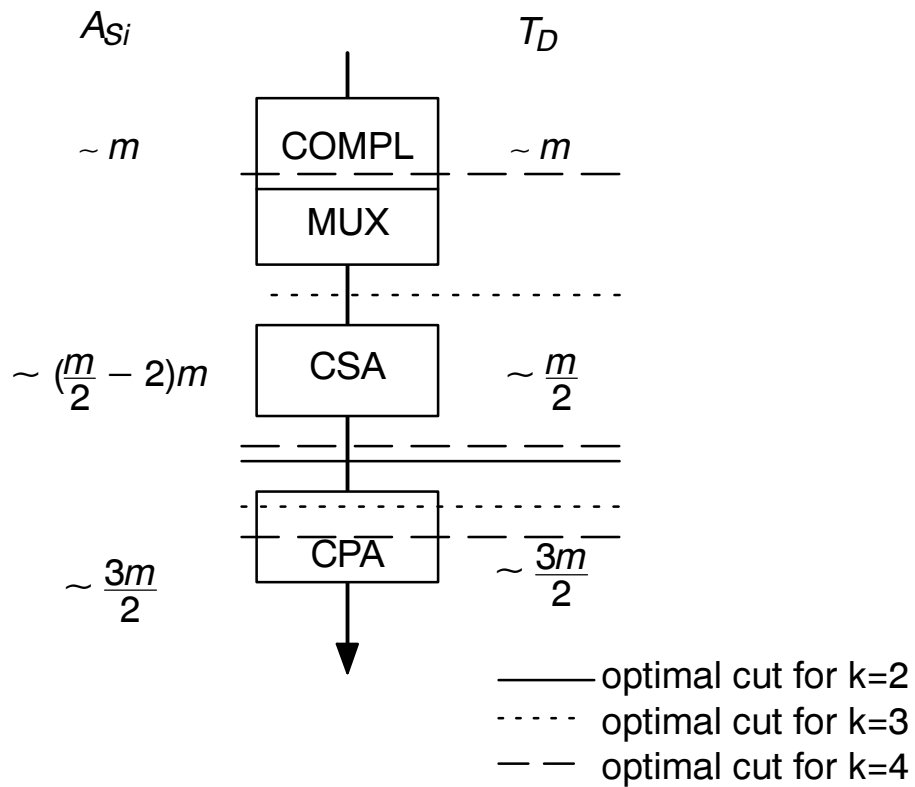 A_Si T_D
~ m COMPL ~ m
MUX
~ (m/2 − 2)m CSA ~ m/2
~ 3m/2 CPA ~ 3m/2
optimal cut for k=2
optimal cut for k=3
optimal cut for k=4